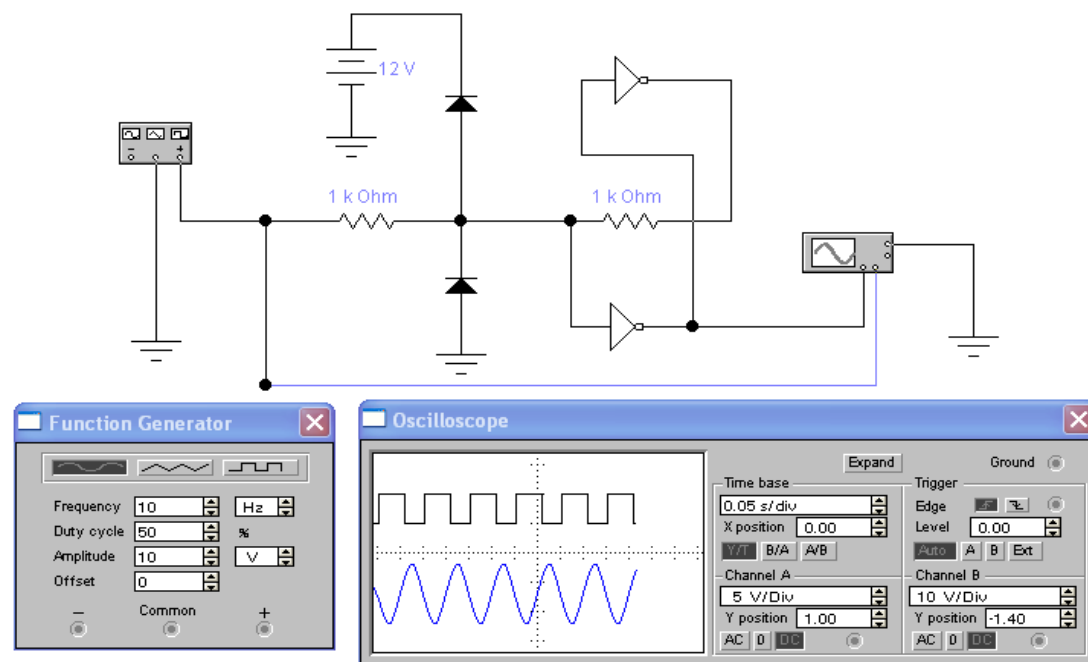 12 V
− +
1 k Ohm 1 k Ohm
Function Generator
Frequency 10 Hz
Duty cycle 50 %
Amplitude 10 V
Offset 0
− Common +
Oscilloscope
Expand Ground
Time base
0.05 s/div
X position 0.00
Y/T B/A A/B
Trigger
Edge
Level 0.00
Auto A B Ext
Channel A
5 V/Div
Y position 1.00
AC 0 DC
Channel B
10 V/Div
Y position -1.40
AC 0 DC